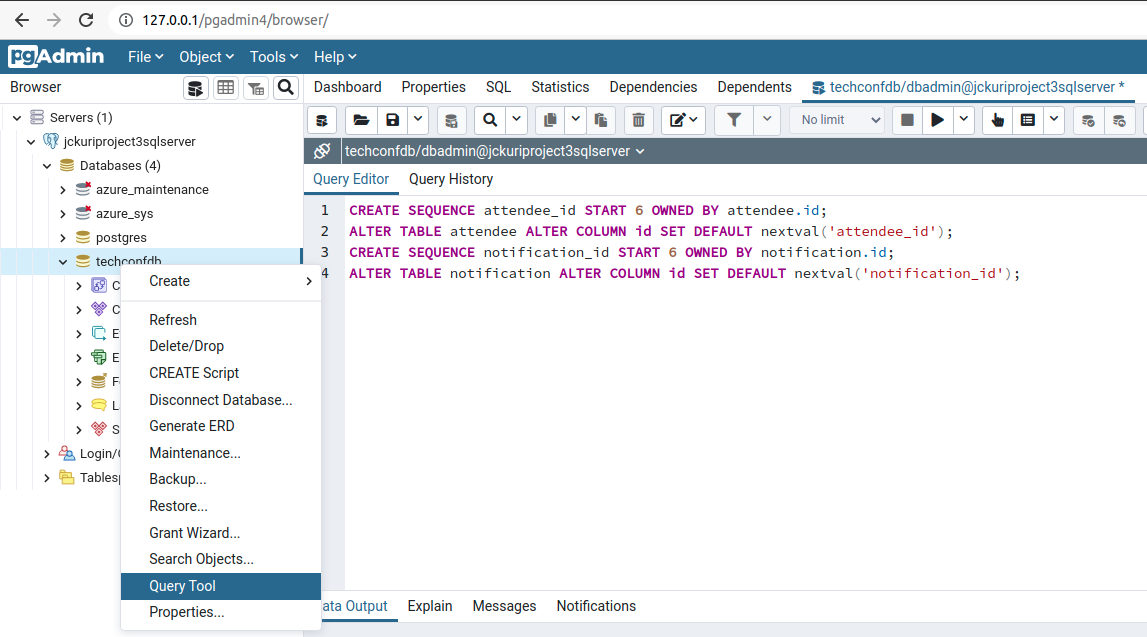 127.0.0.1/pgadmin4/browser/
pgAdmin File Object Tools Help
Browser
Dashboard Properties SQL Statistics Dependencies Dependents techconfdb/dbadmin@jckuriproject3sqlserver *
No limit
Servers (1)
jckuriproject3sqlserver
Databases (4)
azure_maintenance
azure_sys
postgres
techconfdb
C
C
E
E
F
L
S
Login/
Tables
Create
Refresh
Delete/Drop
CREATE Script
Disconnect Database...
Generate ERD
Maintenance...
Backup...
Restore...
Grant Wizard...
Search Objects...
Query Tool
Properties...
techconfdb/dbadmin@jckuriproject3sqlserver
Query Editor Query History
1 CREATE SEQUENCE attendee_id START 6 OWNED BY attendee.id;
2 ALTER TABLE attendee ALTER COLUMN id SET DEFAULT nextval('attendee_id');
3 CREATE SEQUENCE notification_id START 6 OWNED BY notification.id;
4 ALTER TABLE notification ALTER COLUMN id SET DEFAULT nextval('notification_id');
ata Output Explain Messages Notifications